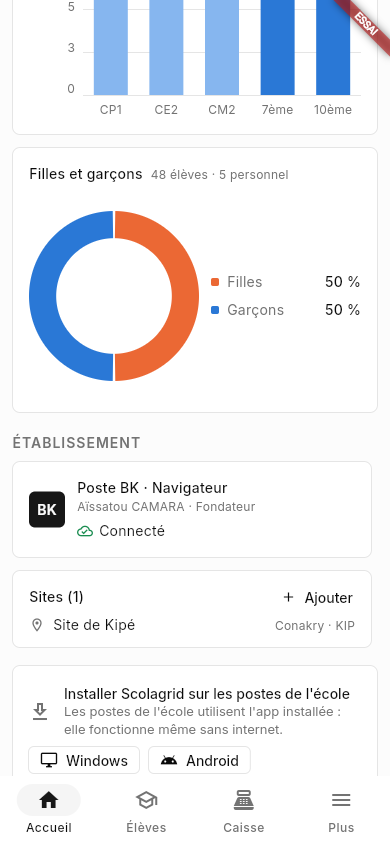 5
ESSAI
3
0
CP1 CE2 CM2 7ème 10ème
Filles et garçons 48 élèves · 5 personnel
Filles 50 %
Garçons 50 %
ÉTABLISSEMENT
BK
Poste BK · Navigateur
Aïssatou CAMARA · Fondateur
Connecté
Sites (1) + Ajouter
Site de Kipé Conakry · KIP
Installer Scolagrid sur les postes de l'école
Les postes de l'école utilisent l'app installée :
elle fonctionne même sans internet.
Windows Android
Accueil Élèves Caisse Plus